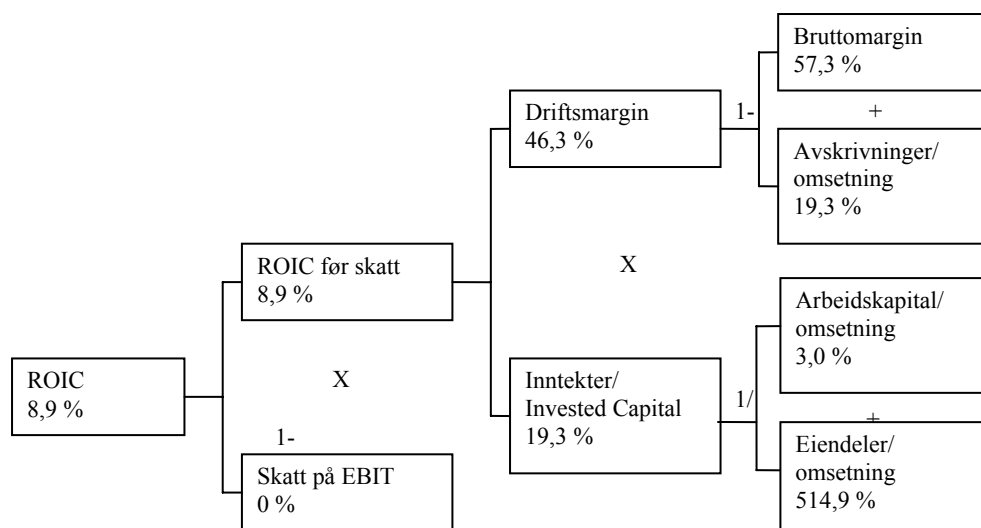 Bruttomargin
57,3 %
1-
+
Driftsmargin
46,3 %
Avskrivninger/
omsetning
19,3 %
ROIC før skatt
8,9 %
X
Arbeidskapital/
omsetning
3,0 %
ROIC
8,9 %
X
Inntekter/
Invested Capital
19,3 %
1/
+
1-
Skatt på EBIT
0 %
Eiendeler/
omsetning
514,9 %